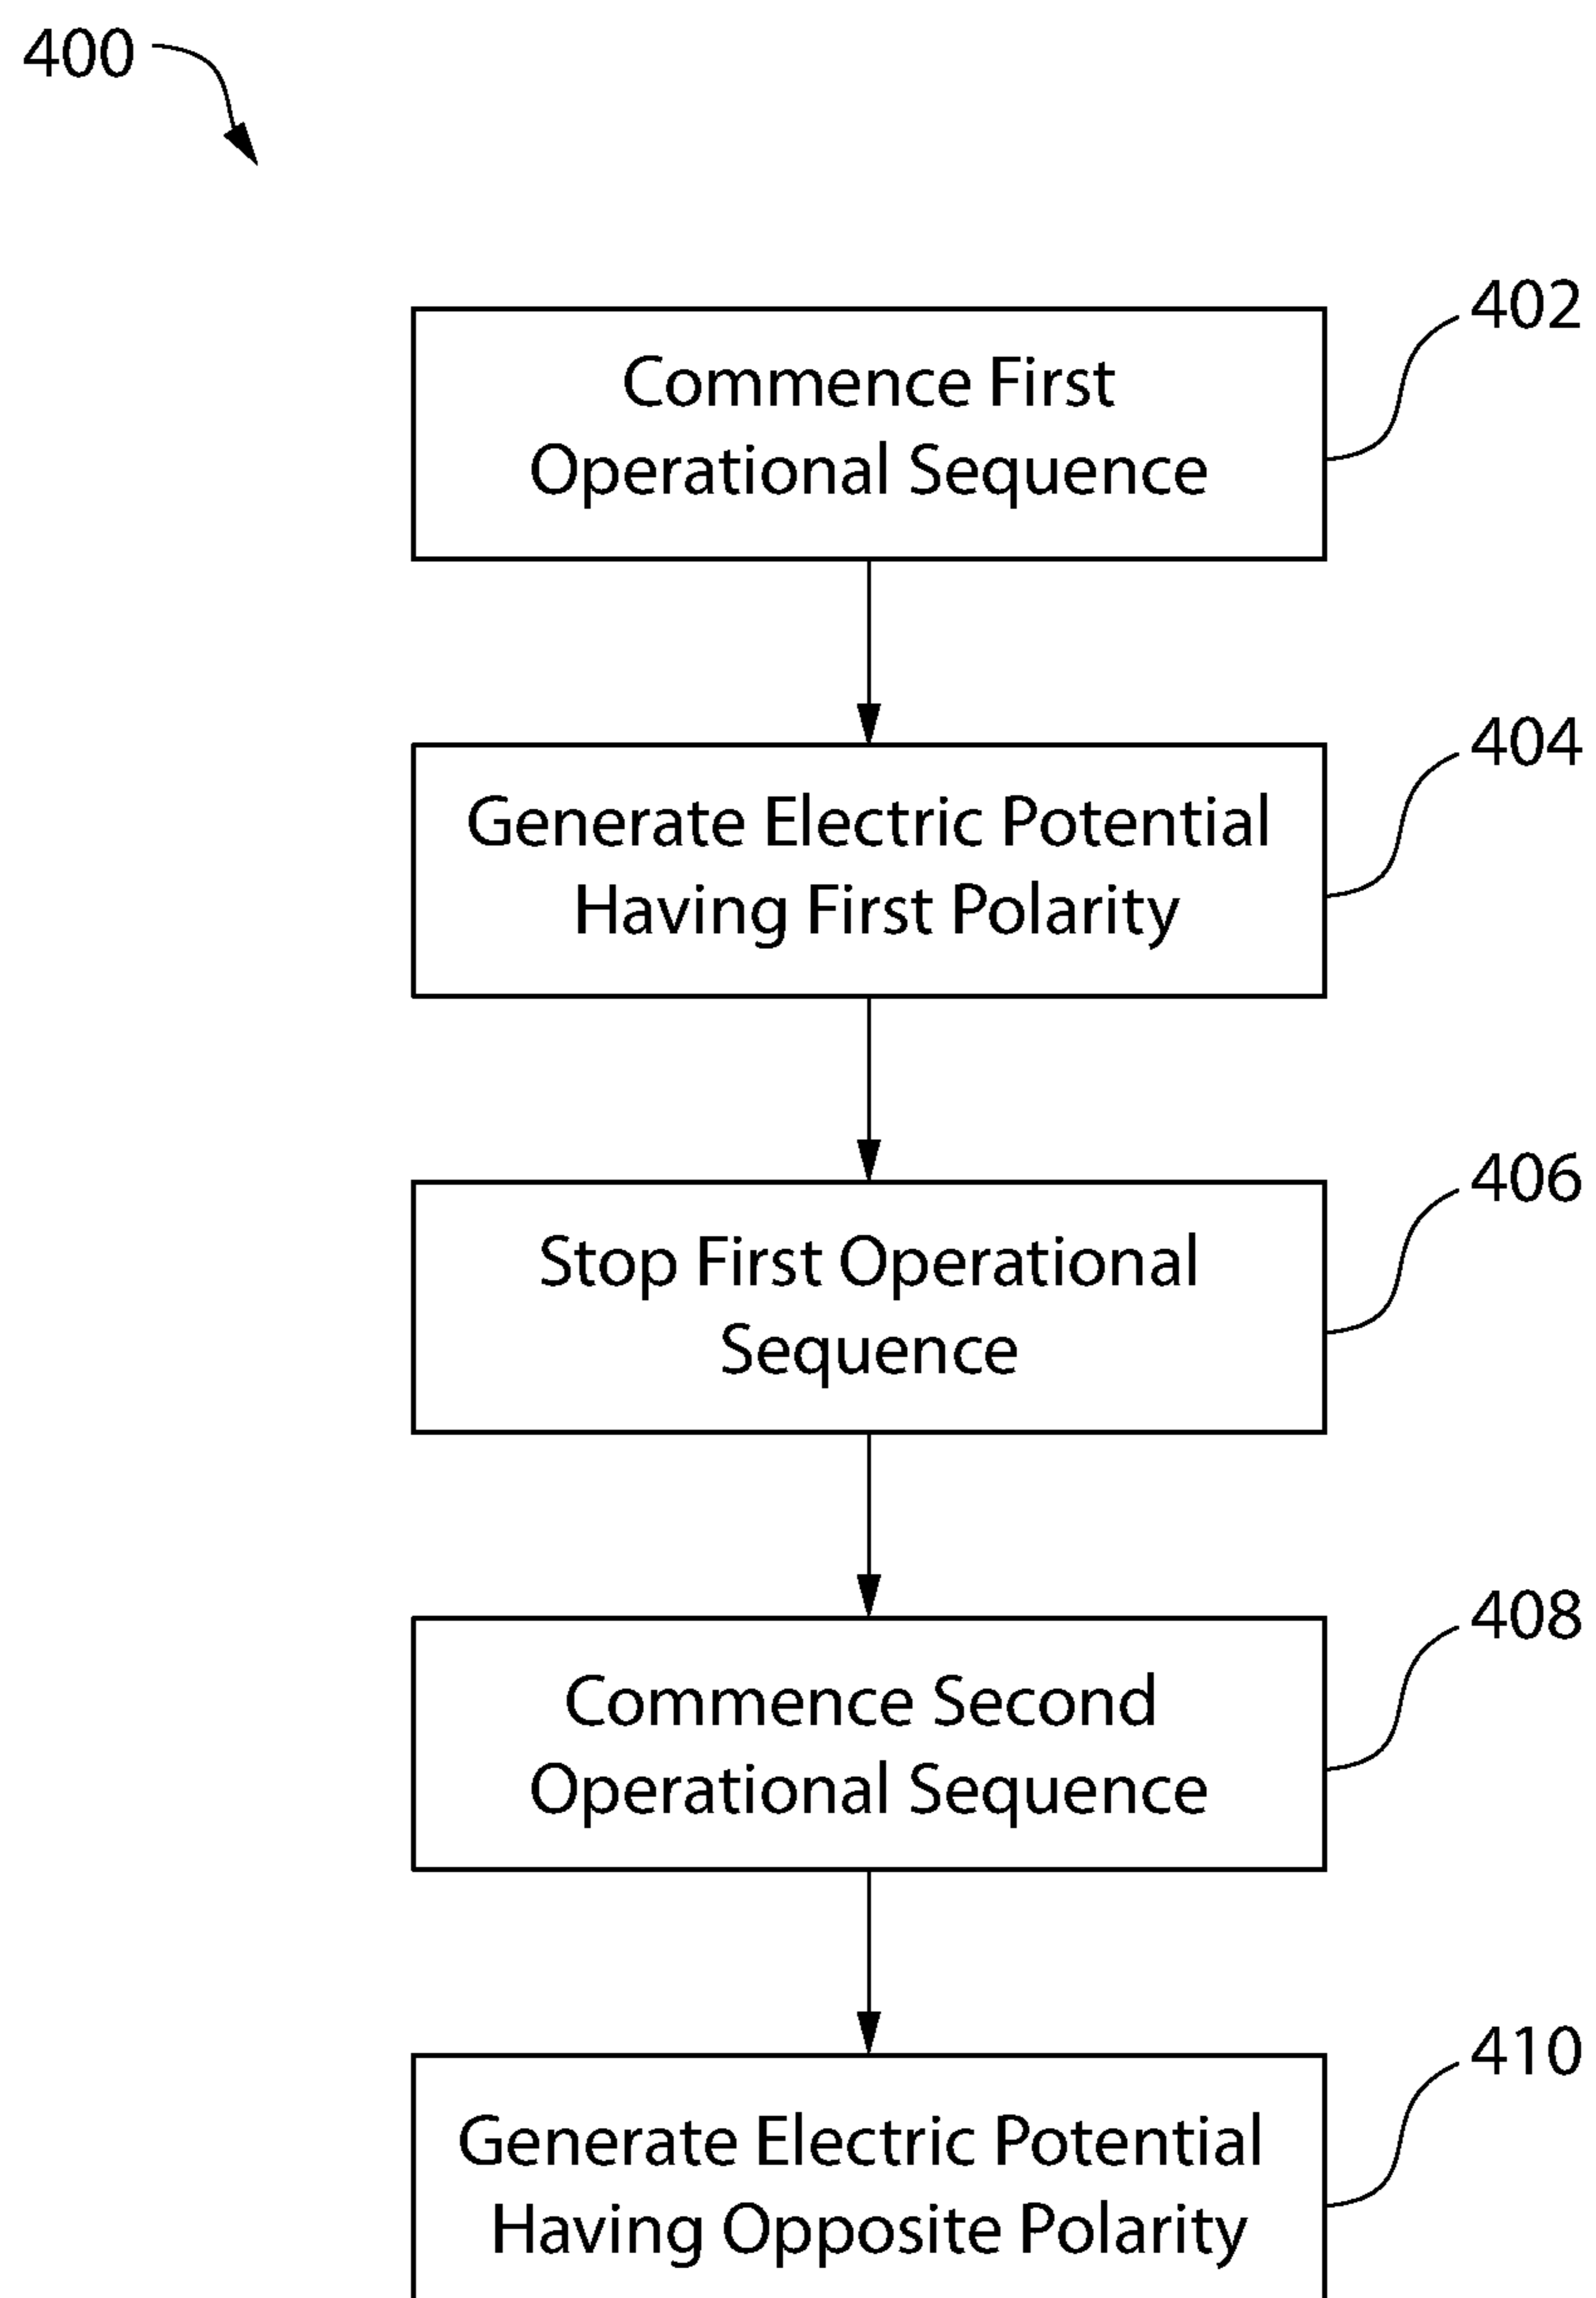 400
402
Commence First
Operational Sequence
404
Generate Electric Potential
Having First Polarity
406
Stop First Operational
Sequence
408
Commence Second
Operational Sequence
410
Generate Electric Potential
Having Opposite Polarity